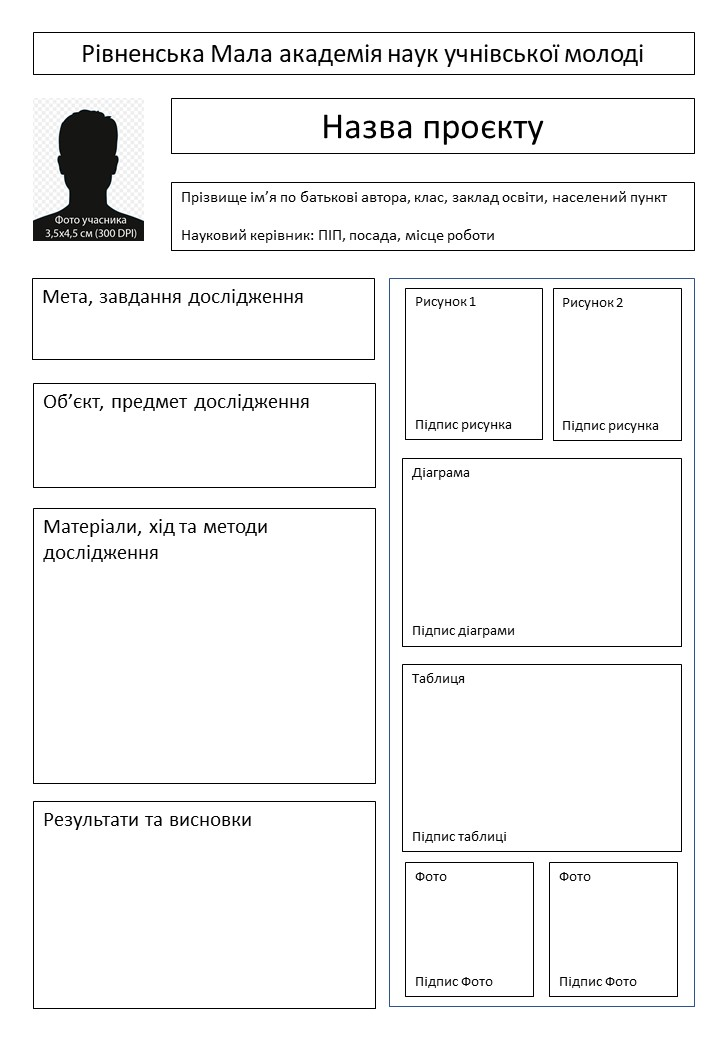 Рівненська Мала академія наук учнівської молоді
Фото учасника
3,5х4,5 см (300 DPI)
Назва проєкту
Прізвище ім’я по батькові автора, клас, заклад освіти, населений пункт
Науковий керівник: ПІП, посада, місце роботи
Мета, завдання дослідження
Об’єкт, предмет дослідження
Матеріали, хід та методи
дослідження
Результати та висновки
Рисунок 1
Підпис рисунка
Рисунок 2
Підпис рисунка
Діаграма
Підпис діаграми
Таблиця
Підпис таблиці
Фото
Підпис Фото
Фото
Підпис Фото